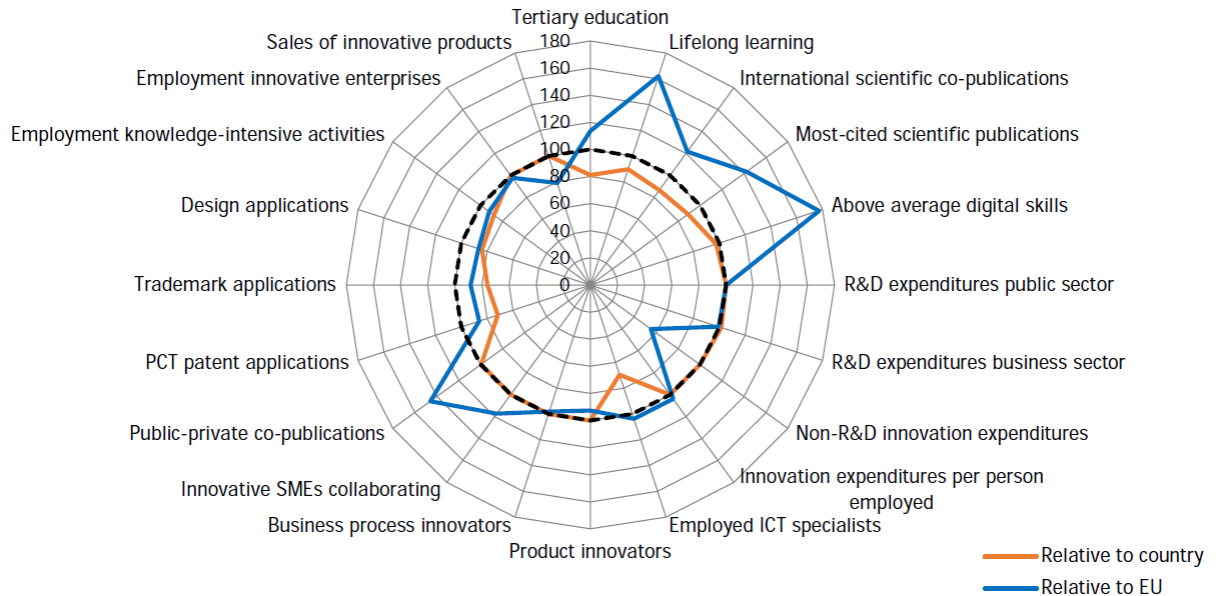 Tertiary education
Sales of innovative products
180
Lifelong learning
Employment innovative enterprises
160
International scientific co-publications
140
Employment knowledge-intensive activities
120
Most-cited scientific publications
100
80
Design applications
60
Above average digital skills
40
20
Trademark applications
0
R&D expenditures public sector
PCT patent applications
R&D expenditures business sector
Public-private co-publications
Non-R&D innovation expenditures
Innovative SMEs collaborating
Innovation expenditures per person
employed
Business process innovators
Employed ICT specialists
Product innovators
Relative to country
Relative to EU